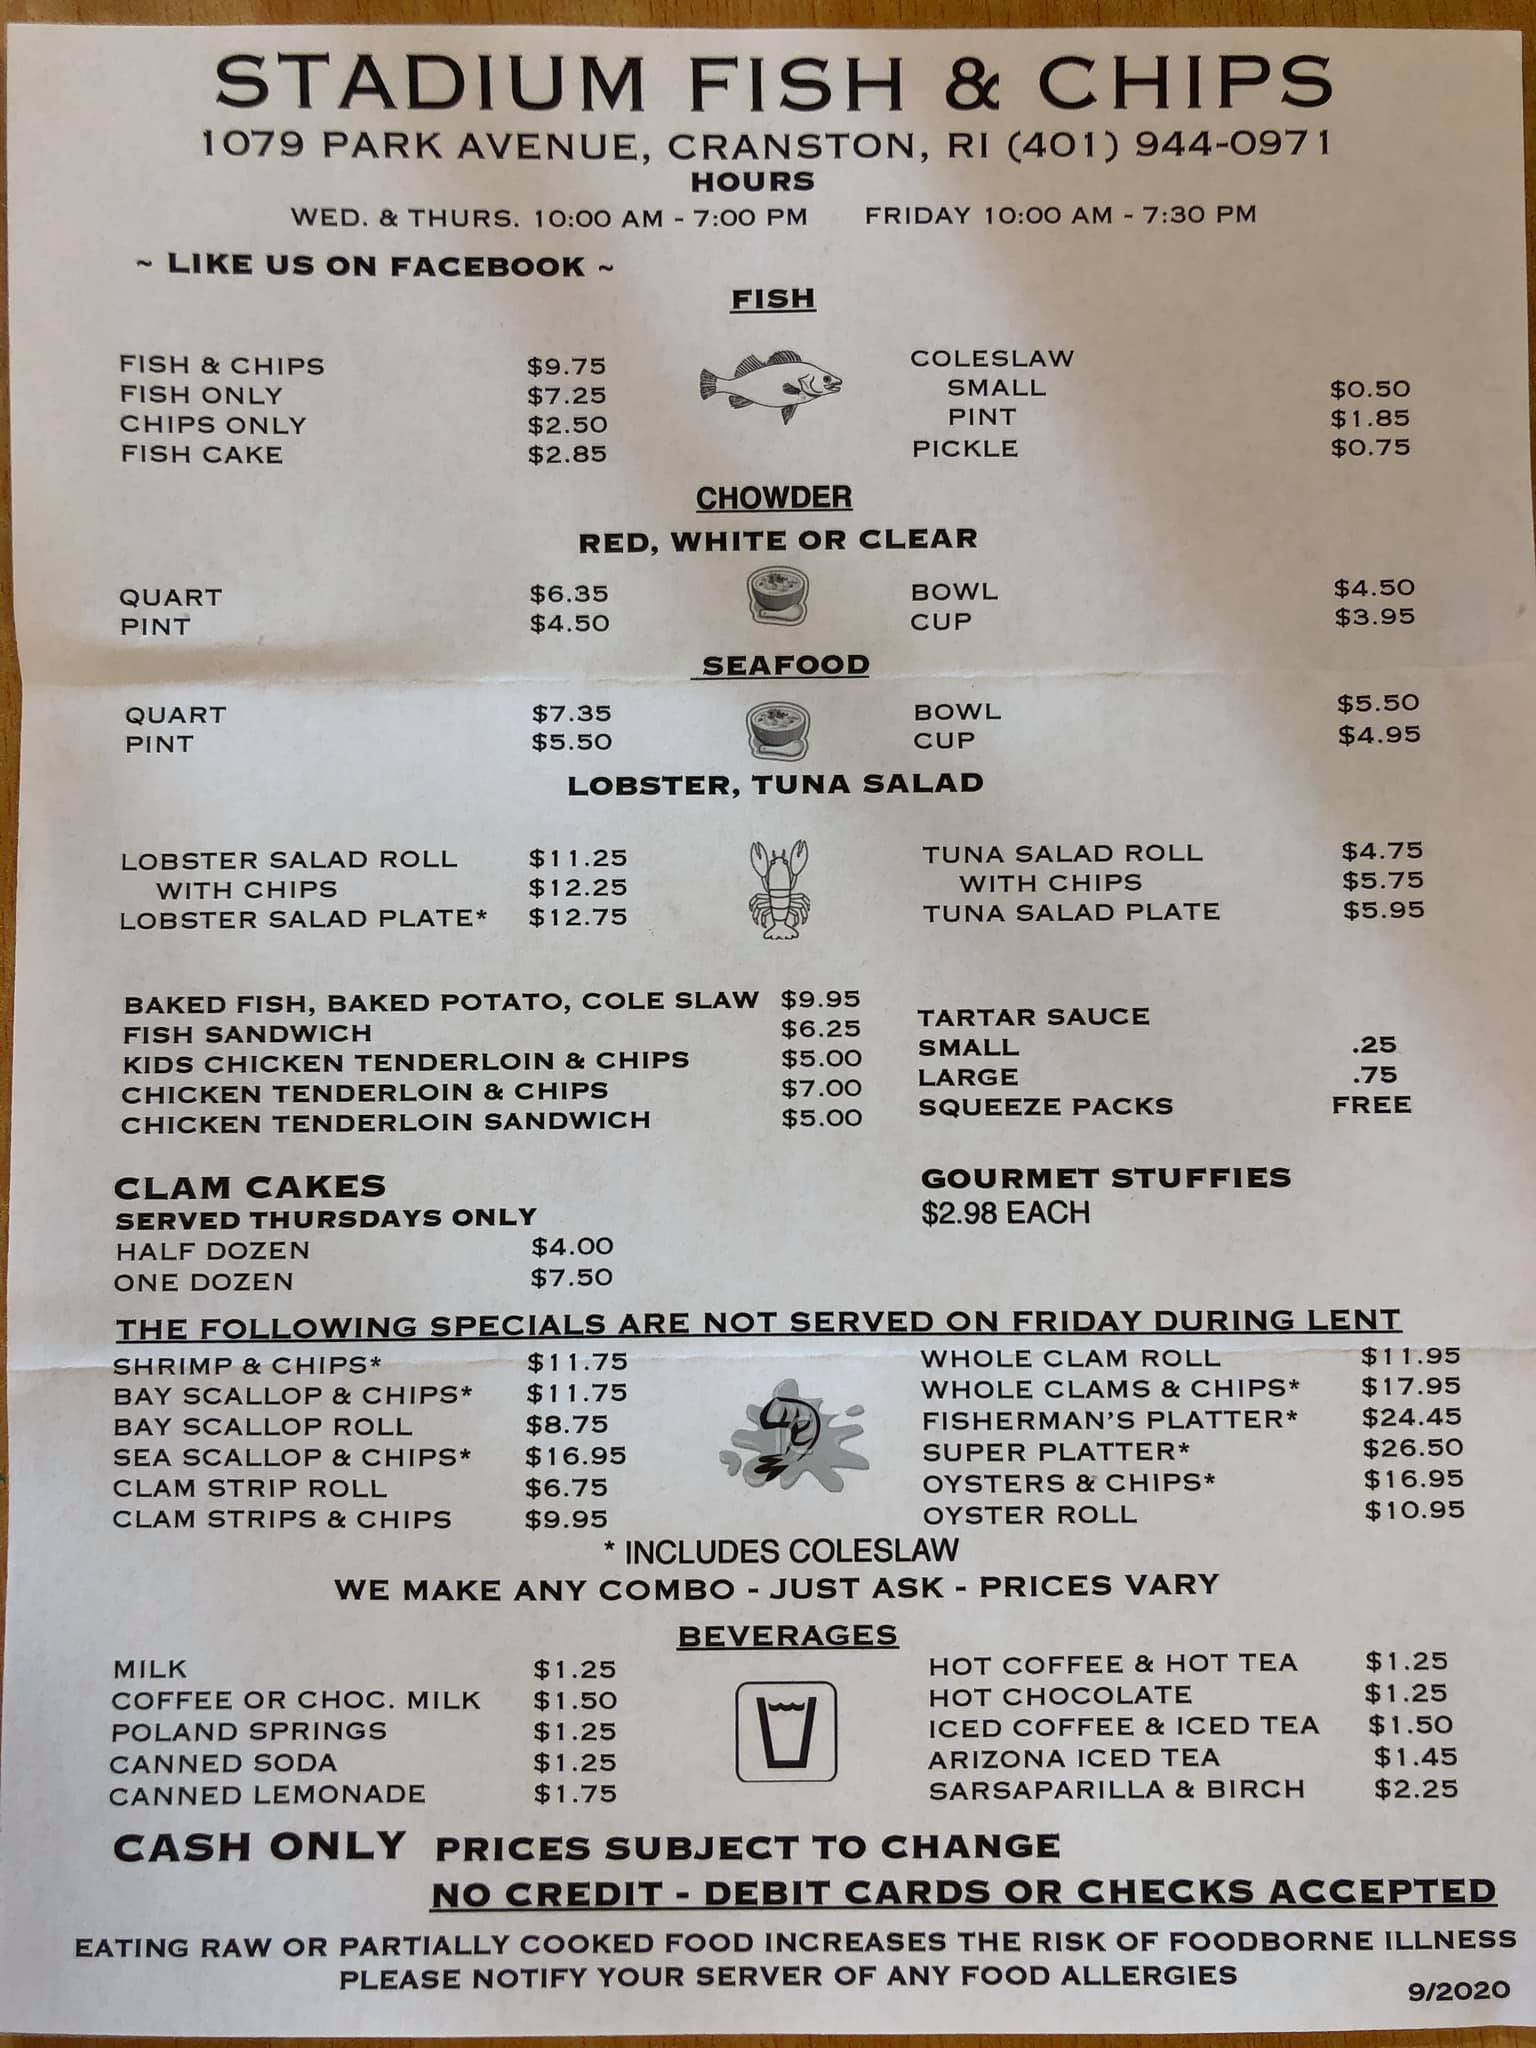 STADIUM FISH & CHIPS
1079 PARK AVENUE, CRANSTON, RI (401) 944-0971
HOURS
WED. & THURS. 10:00 AM - 7:00 PM FRIDAY 10:00 AM - 7:30 PM
~ LIKE US ON FACEBOOK ~
FISH
FISH & CHIPS $9.75
FISH ONLY $7.25
CHIPS ONLY $2.50
FISH CAKE $2.85
COLESLAW
SMALL $0.50
PINT $1.85
PICKLE $0.75
CHOWDER
RED, WHITE OR CLEAR
QUART $6.35
PINT $4.50
BOWL $4.50
CUP $3.95
SEAFOOD
QUART $7.35
PINT $5.50
BOWL $5.50
CUP $4.95
LOBSTER, TUNA SALAD
LOBSTER SALAD ROLL $11.25
WITH CHIPS $12.25
LOBSTER SALAD PLATE* $12.75
TUNA SALAD ROLL $4.75
WITH CHIPS $5.75
TUNA SALAD PLATE $5.95
BAKED FISH, BAKED POTATO, COLE SLAW $9.95
FISH SANDWICH $6.25
KIDS CHICKEN TENDERLOIN & CHIPS $5.00
CHICKEN TENDERLOIN & CHIPS $7.00
CHICKEN TENDERLOIN SANDWICH $5.00
TARTAR SAUCE
SMALL .25
LARGE .75
SQUEEZE PACKS FREE
CLAM CAKES
SERVED THURSDAYS ONLY
HALF DOZEN $4.00
ONE DOZEN $7.50
GOURMET STUFFIES
$2.98 EACH
THE FOLLOWING SPECIALS ARE NOT SERVED ON FRIDAY DURING LENT
SHRIMP & CHIPS* $11.75
BAY SCALLOP & CHIPS* $11.75
BAY SCALLOP ROLL $8.75
SEA SCALLOP & CHIPS* $16.95
CLAM STRIP ROLL $6.75
CLAM STRIPS & CHIPS $9.95
WHOLE CLAM ROLL $11.95
WHOLE CLAMS & CHIPS* $17.95
FISHERMAN'S PLATTER* $24.45
SUPER PLATTER* $26.50
OYSTERS & CHIPS* $16.95
OYSTER ROLL $10.95
* INCLUDES COLESLAW
WE MAKE ANY COMBO - JUST ASK - PRICES VARY
BEVERAGES
MILK $1.25
COFFEE OR CHOC. MILK $1.50
POLAND SPRINGS $1.25
CANNED SODA $1.25
CANNED LEMONADE $1.75
HOT COFFEE & HOT TEA $1.25
HOT CHOCOLATE $1.25
ICED COFFEE & ICED TEA $1.50
ARIZONA ICED TEA $1.45
SARSAPARILLA & BIRCH $2.25
CASH ONLY PRICES SUBJECT TO CHANGE
NO CREDIT - DEBIT CARDS OR CHECKS ACCEPTED
EATING RAW OR PARTIALLY COOKED FOOD INCREASES THE RISK OF FOODBORNE ILLNESS
PLEASE NOTIFY YOUR SERVER OF ANY FOOD ALLERGIES
9/2020